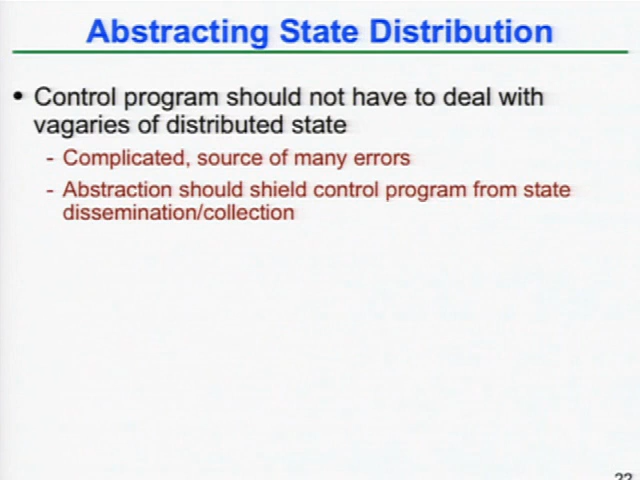 Abstracting State Distribution
• Control program should not have to deal with
vagaries of distributed state
- Complicated, source of many errors
- Abstraction should shield control program from state
dissemination/collection